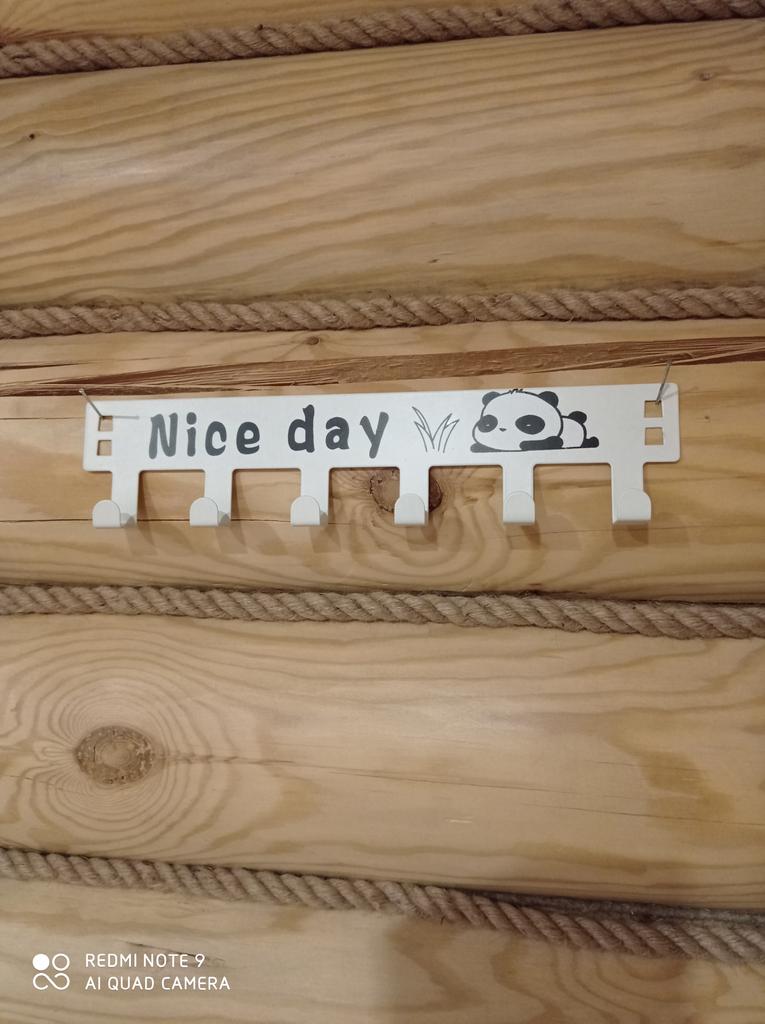 Nice day
REDMI NOTE 9
AI QUAD CAMERA